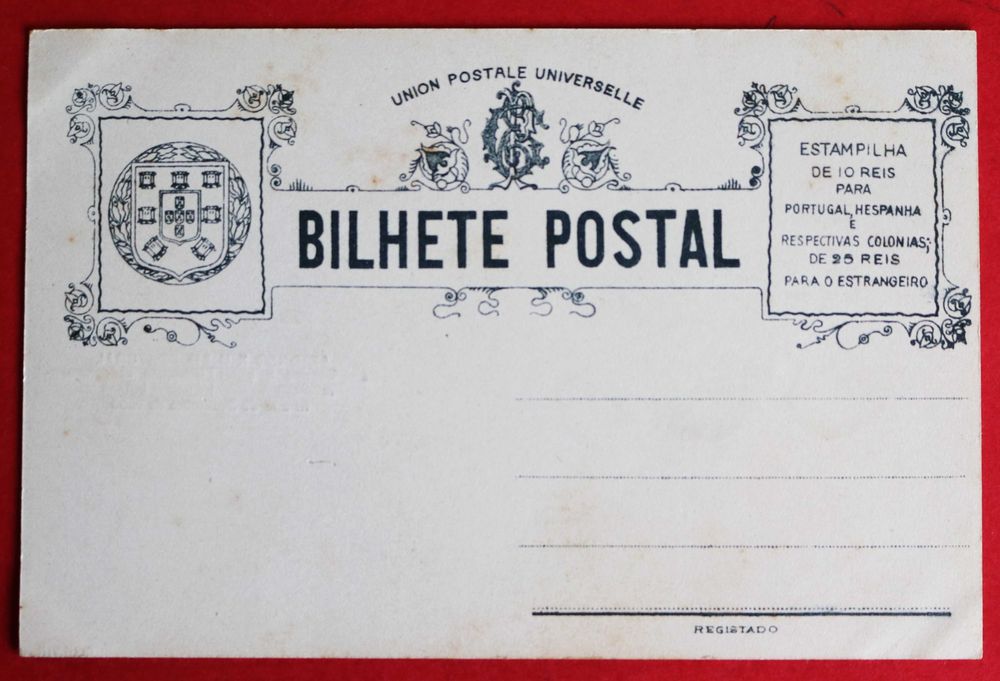 UNION POSTALE UNIVERSELLE
BILHETE POSTAL
ESTAMPILHA
DE 10 REIS
PARA
PORTUGAL, HESPANHA
E
RESPECTIVAS COLONIAS;
DE 25 REIS
PARA O ESTRANGEIRO
REGISTADO